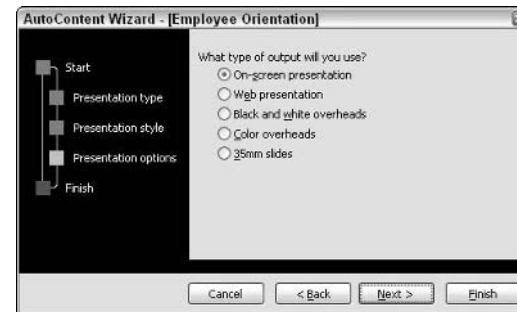 AutoContent Wizard - [Employee Orientation]
Start
Presentation type
Presentation style
Presentation options
Finish
What type of output will you use?
On-screen presentation
Web presentation
Black and white overheads
Color overheads
35mm slides
Cancel
< Back
Next >
Finish